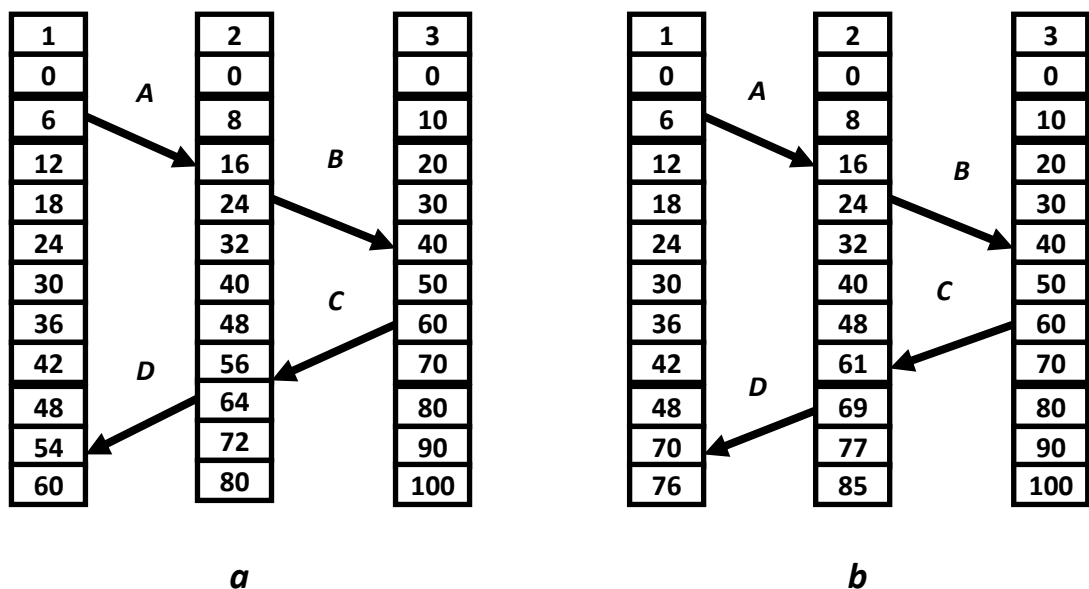 1 2 3 1 2 3
0 0 0 0 0 0
A A
6 8 10 6 8 10
12 16 B 20 12 16 B 20
18 24 30 18 24 30
24 32 40 24 32 40
30 40 C 50 30 40 C 50
36 48 60 36 48 60
42 D 56 70 42 D 61 70
48 64 80 48 69 80
54 72 90 70 77 90
60 80 100 76 85 100
a b